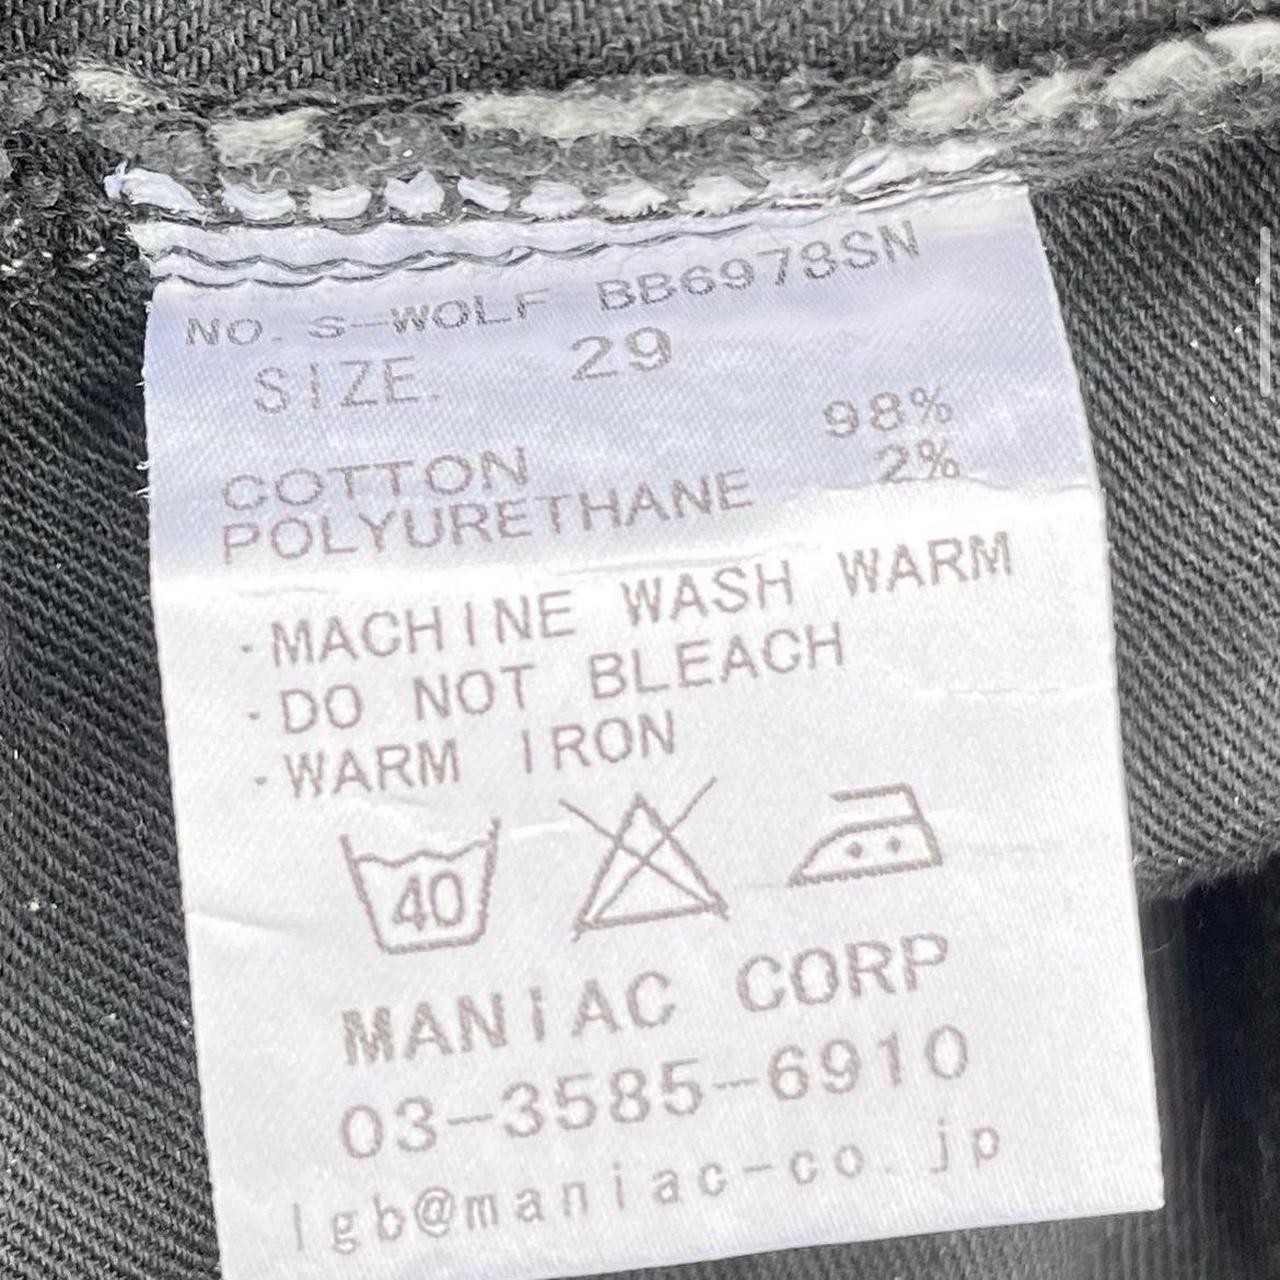 NO. S-WOLF BB6973SN
SIZE. 29
COTTON 98%
POLYURETHANE 2%
·MACHINE WASH WARM
·DO NOT BLEACH
·WARM IRON
40
MANiAC CORP
03-3585-6910
lgb@maniac-co.jp